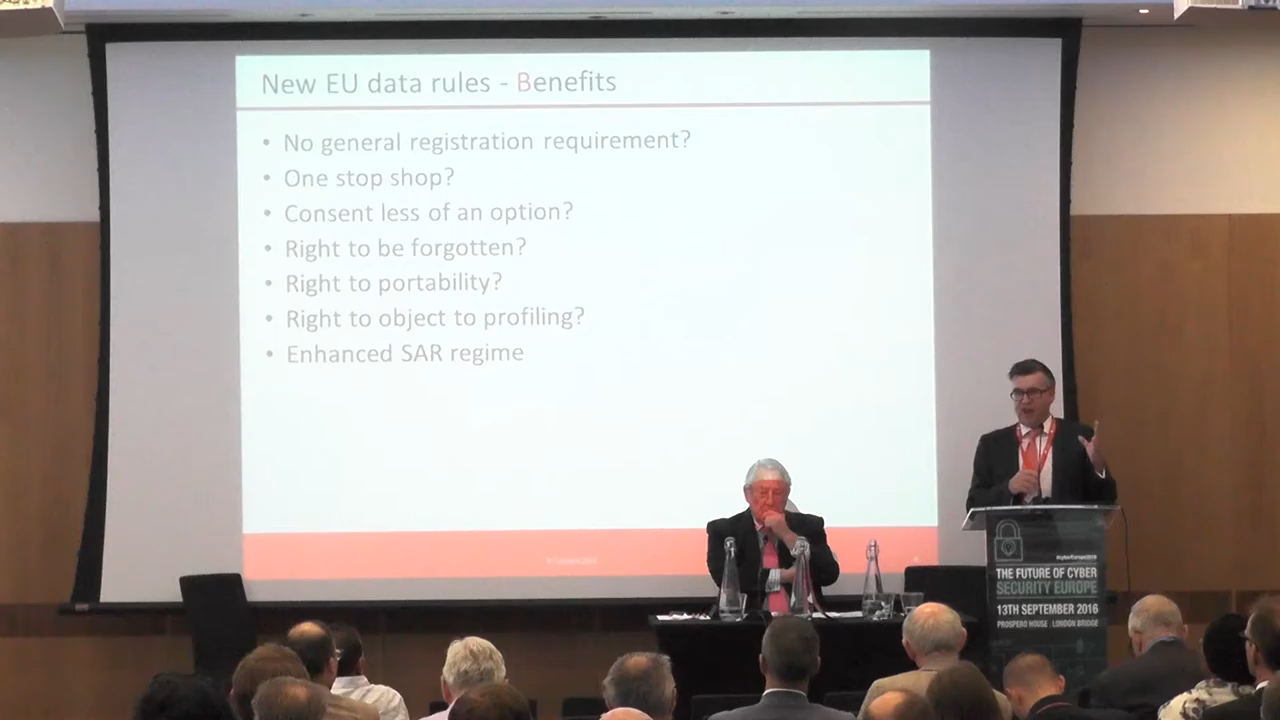 New EU data rules - Benefits
• No general registration requirement?
• One stop shop?
• Consent less of an option?
• Right to be forgotten?
• Right to portability?
• Right to object to profiling?
• Enhanced SAR regime
#cyberEurope2016
THE FUTURE OF CYBER
SECURITY EUROPE
13TH SEPTEMBER 2016
PROSPERO HOUSE . LONDON BRIDGE